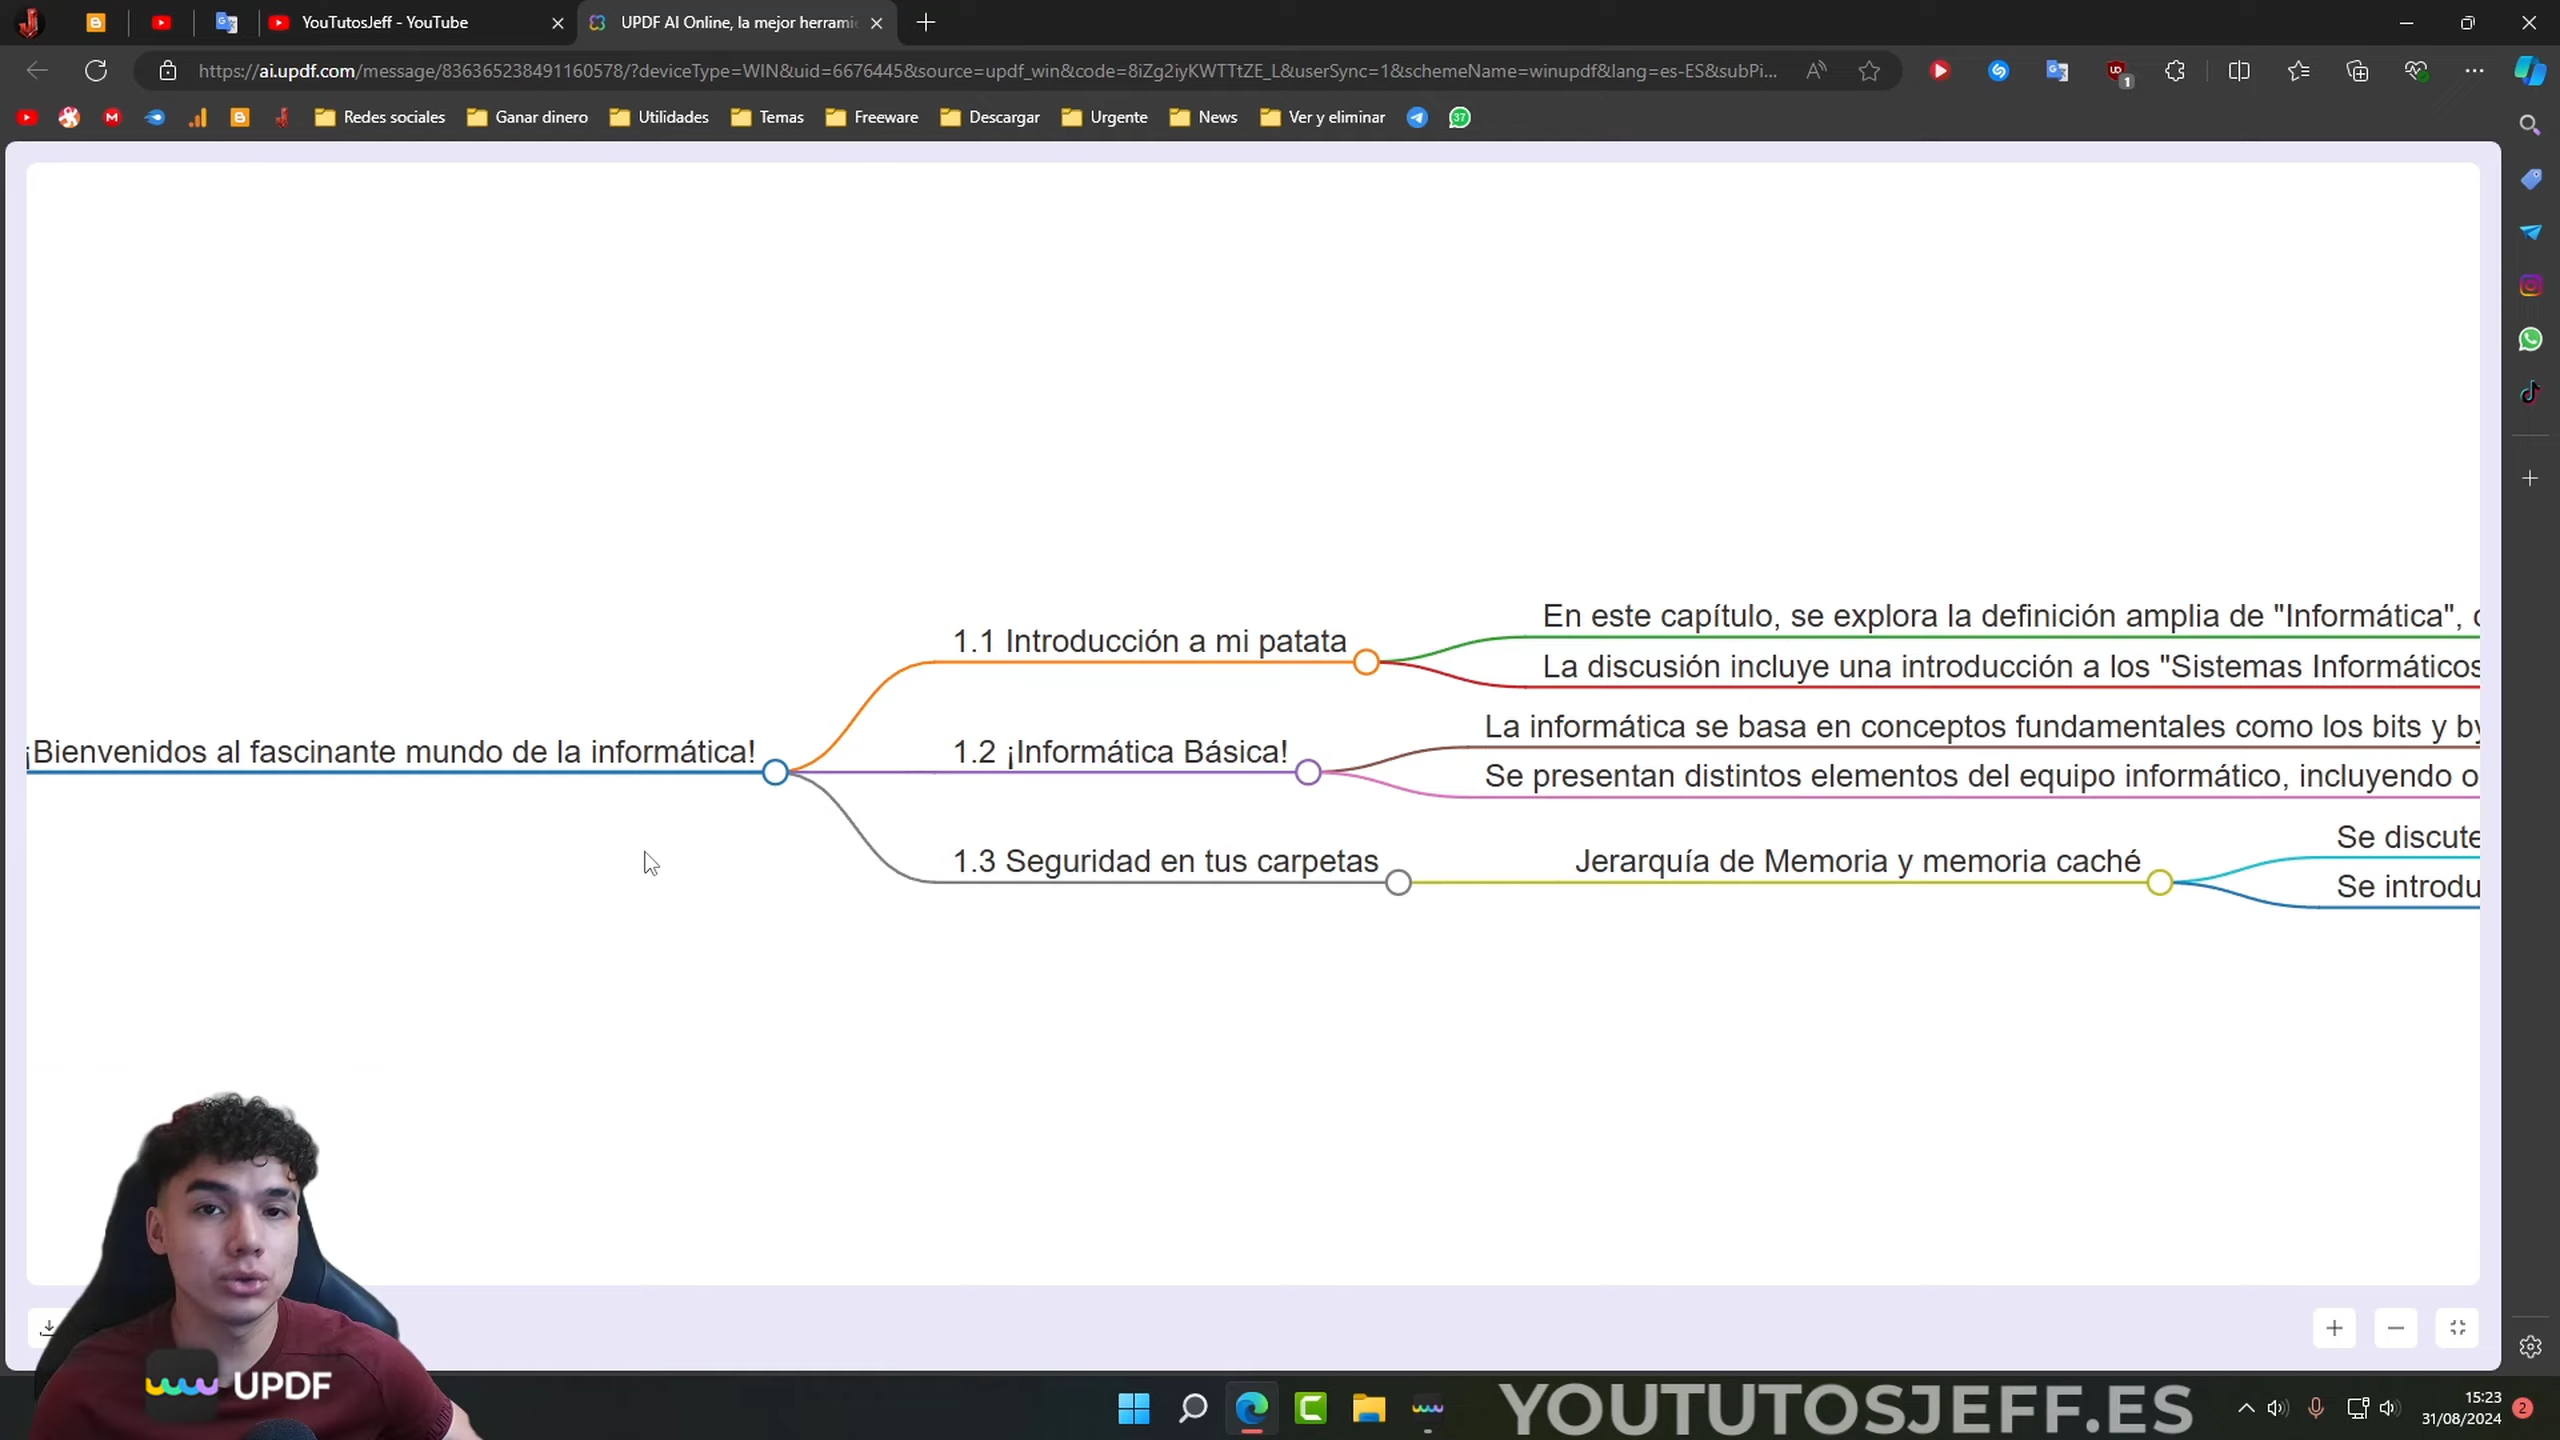 YouTutosJeff - YouTube
UPDF AI Online, la mejor herrami
https://ai.updf.com/message/836365238491160578/?deviceType=WIN&uid=6676445&source=updf_win&code=8iZg2iyKWTTtZE_L&userSync=1&schemeName=winupdf&lang=es-ES&subPi...
1
Redes sociales
Ganar dinero
Utilidades
Temas
Freeware
Descargar
Urgente
News
Ver y eliminar
37
En este capítulo, se explora la definición amplia de "Informática",
1.1 Introducción a mi patata
La discusión incluye una introducción a los "Sistemas Informáticos
La informática se basa en conceptos fundamentales como los bits y by
¡Bienvenidos al fascinante mundo de la informática!
1.2 ¡Informática Básica!
Se presentan distintos elementos del equipo informático, incluyendo o
Se discute
1.3 Seguridad en tus carpetas
Jerarquía de Memoria y memoria caché
Se introdu
UPDF
YOUTUTOSJEFF.ES
15:23
31/08/2024
2